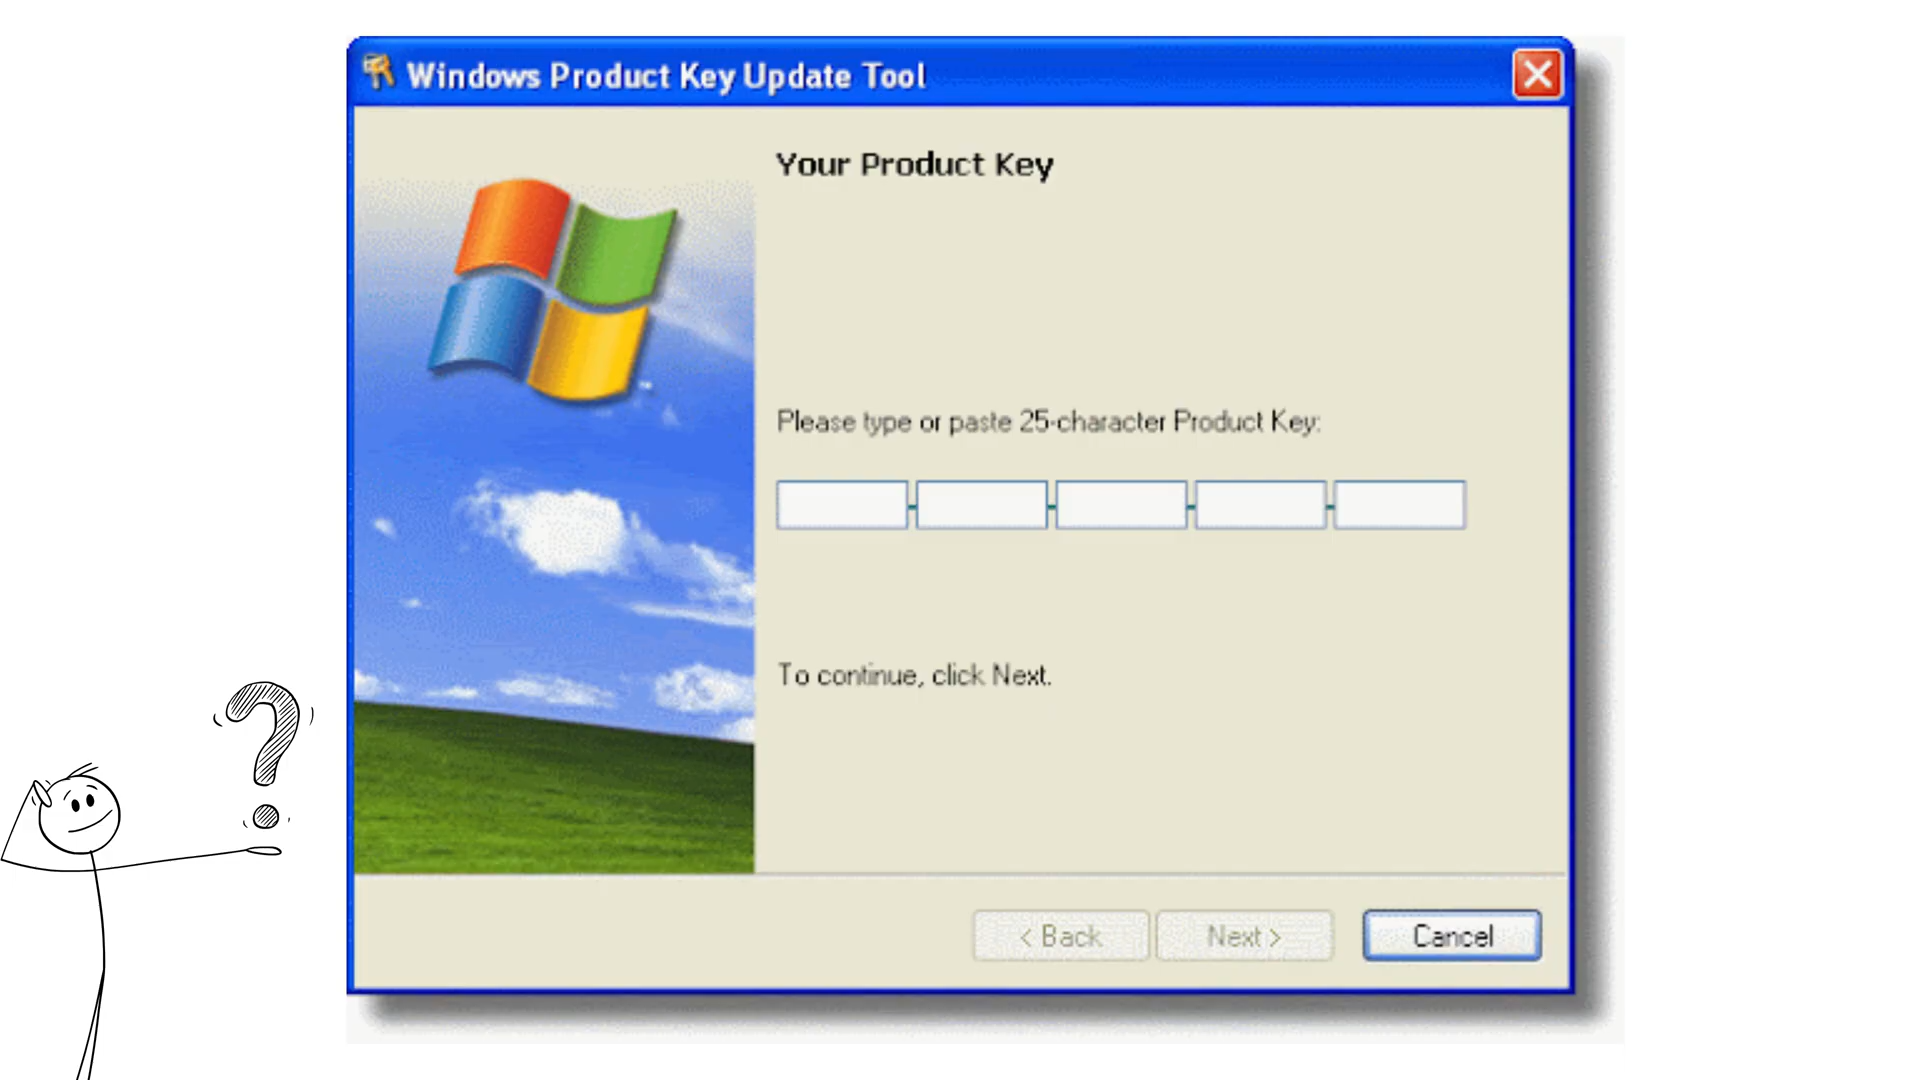 Windows Product Key Update Tool
Your Product Key
Please type or paste 25-character Product Key:
To continue, click Next.
?
< Back Next > Cancel